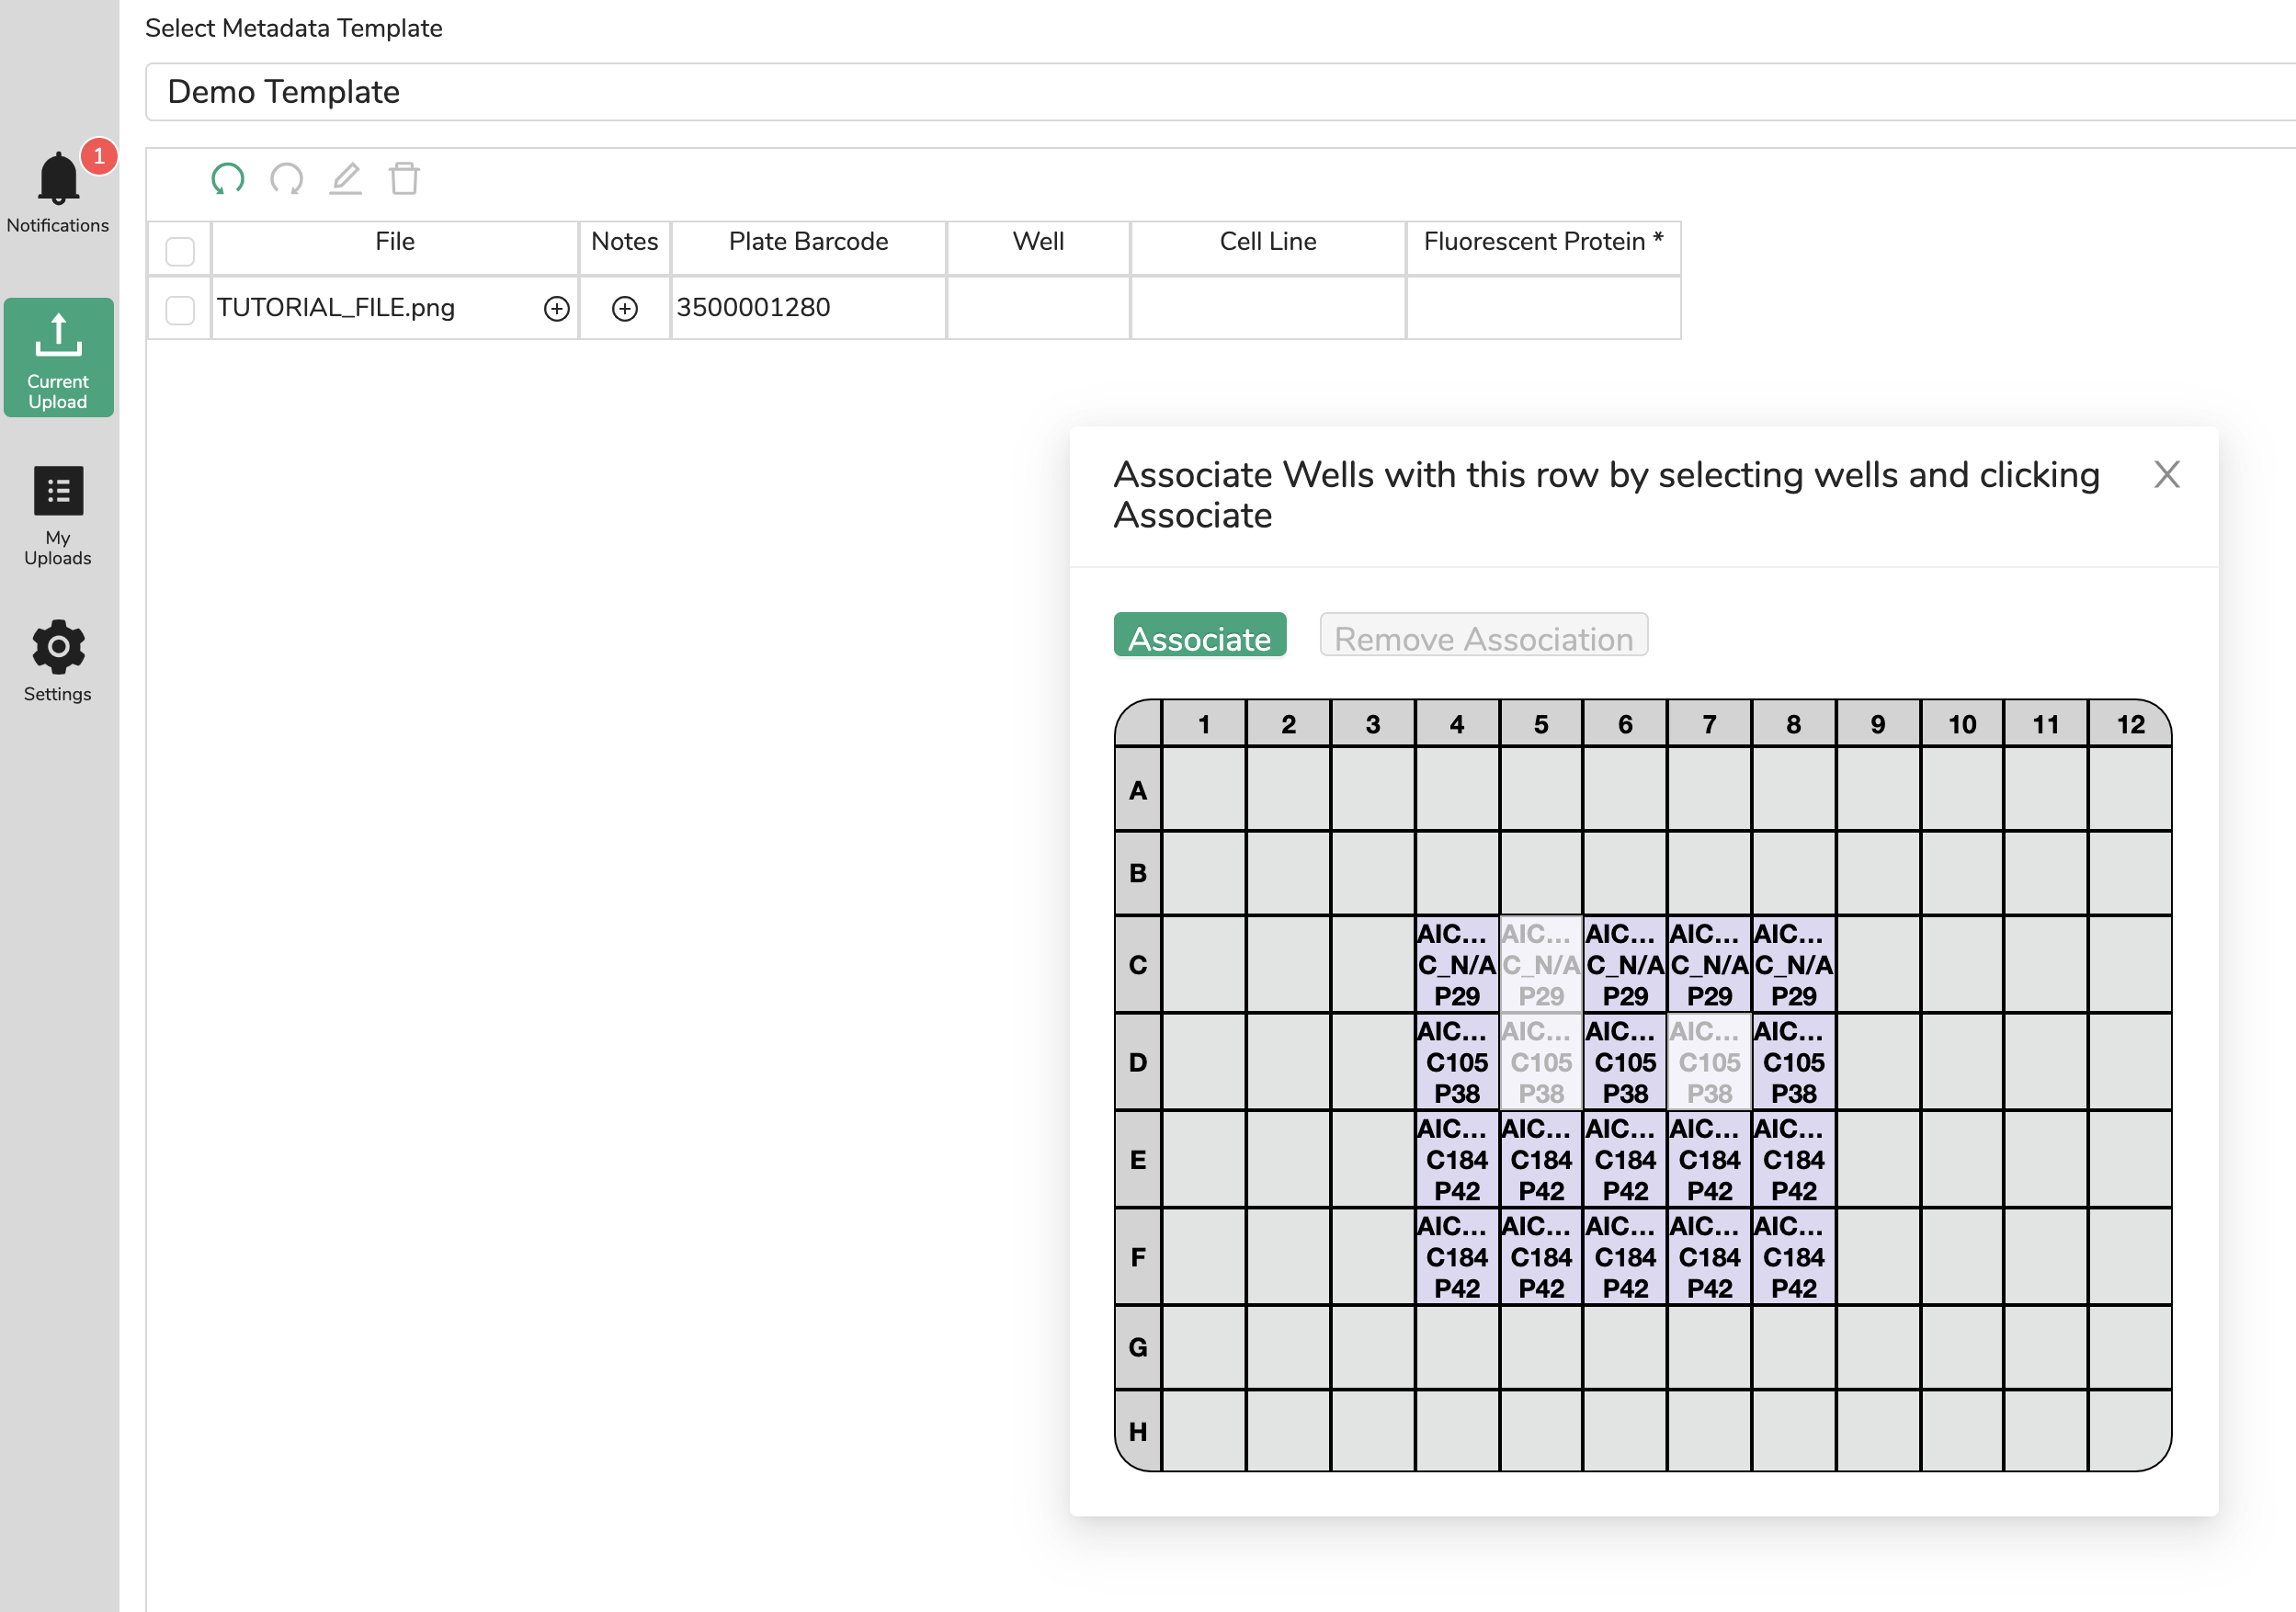 Select Metadata Template
Demo Template
1
Notifications
Current
Upload
My
Uploads
Settings
File Notes Plate Barcode Well Cell Line Fluorescent Protein *
TUTORIAL_FILE.png 3500001280
Associate Wells with this row by selecting wells and clicking
Associate
X
Associate Remove Association
1 2 3 4 5 6 7 8 9 10 11 12
A
B
AIC... AIC... AIC... AIC... AIC...
C C_N/A C_N/A C_N/A C_N/A C_N/A
P29 P29 P29 P29 P29
AIC... AIC... AIC... AIC... AIC...
D C105 C105 C105 C105 C105
P38 P38 P38 P38 P38
AIC... AIC... AIC... AIC... AIC...
E C184 C184 C184 C184 C184
P42 P42 P42 P42 P42
AIC... AIC... AIC... AIC... AIC...
F C184 C184 C184 C184 C184
P42 P42 P42 P42 P42
G
H